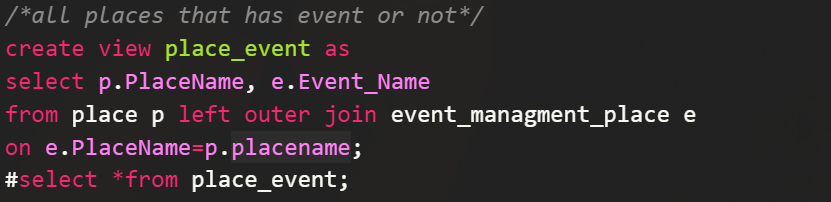 /*all places that has event or not*/
create view place_event as
select p.PlaceName, e.Event_Name
from place p left outer join event_managment_place e
on e.PlaceName=p.placename;
#select *from place_event;